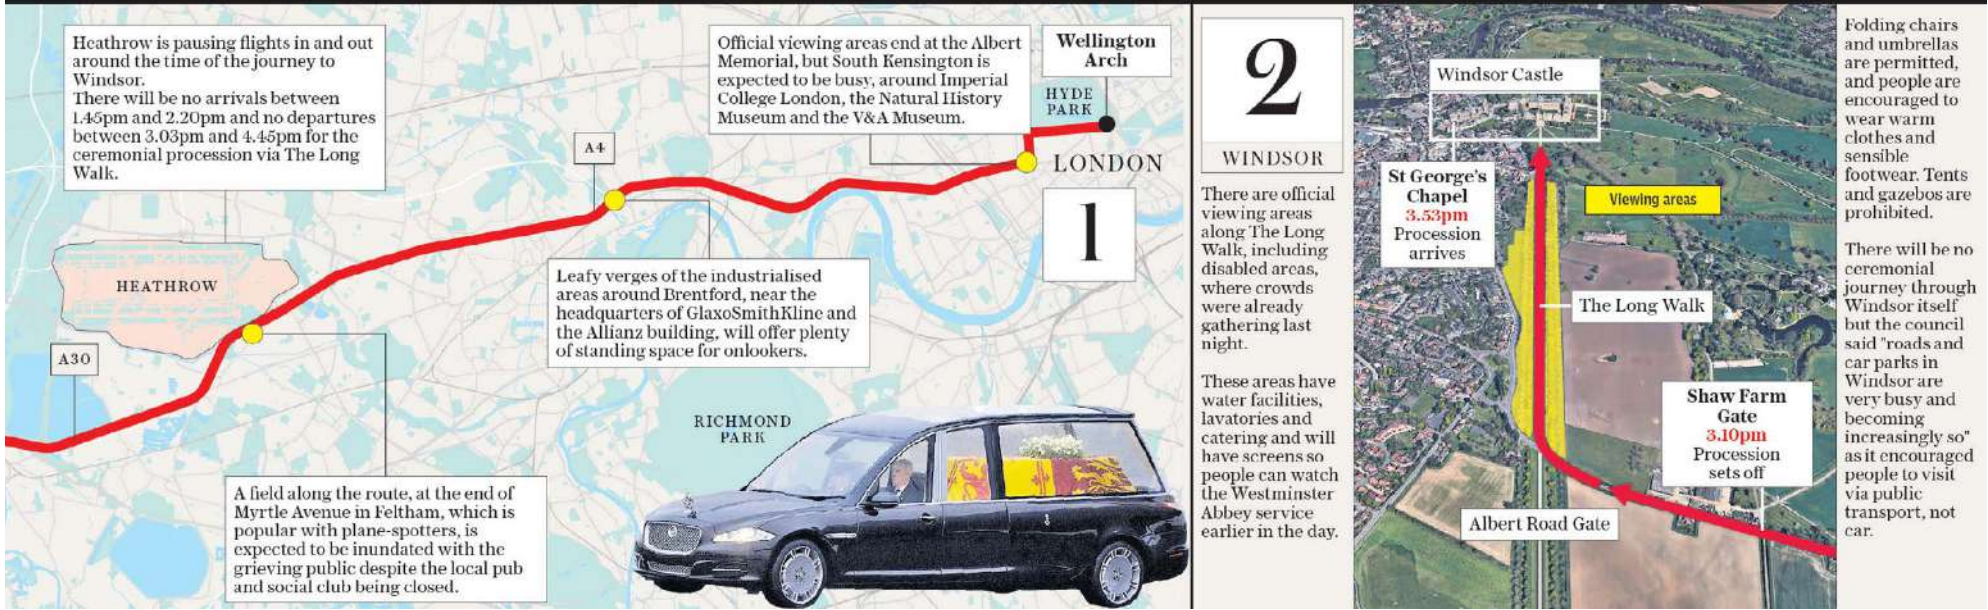 Heathrow is pausing flights in and out
around the time of the journey to
Windsor.
There will be no arrivals between
1.45pm and 2.20pm and no departures
between 3.03pm and 4.45pm for the
ceremonial procession via The Long
Walk.
Official viewing areas end at the Albert
Memorial, but South Kensington is
expected to be busy, around Imperial
College London, the Natural History
Museum and the V&A Museum.
Wellington
Arch
HYDE
PARK
A4
LONDON
1
HEATHROW
Leafy verges of the industrialised
areas around Brentford, near the
headquarters of GlaxoSmithKline and
the Allianz building, will offer plenty
of standing space for onlookers.
A30
RICHMOND
PARK
A field along the route, at the end of
Myrtle Avenue in Feltham, which is
popular with plane-spotters, is
expected to be inundated with the
grieving public despite the local pub
and social club being closed.
2
WINDSOR
There are official
viewing areas
along The Long
Walk, including
disabled areas,
where crowds
were already
gathering last
night.
These areas have
water facilities,
lavatories and
catering and will
have screens so
people can watch
the Westminster
Abbey service
earlier in the day.
Windsor Castle
St George's
Chapel
3.53pm
Procession
arrives
Viewing areas
The Long Walk
Shaw Farm
Gate
3.10pm
Procession
sets off
Albert Road Gate
Folding chairs
and umbrellas
are permitted,
and people are
encouraged to
wear warm
clothes and
sensible
footwear. Tents
and gazebos are
prohibited.
There will be no
ceremonial
journey through
Windsor itself
but the council
said "roads and
car parks in
Windsor are
very busy and
becoming
increasingly so"
as it encouraged
people to visit
via public
transport, not
car.